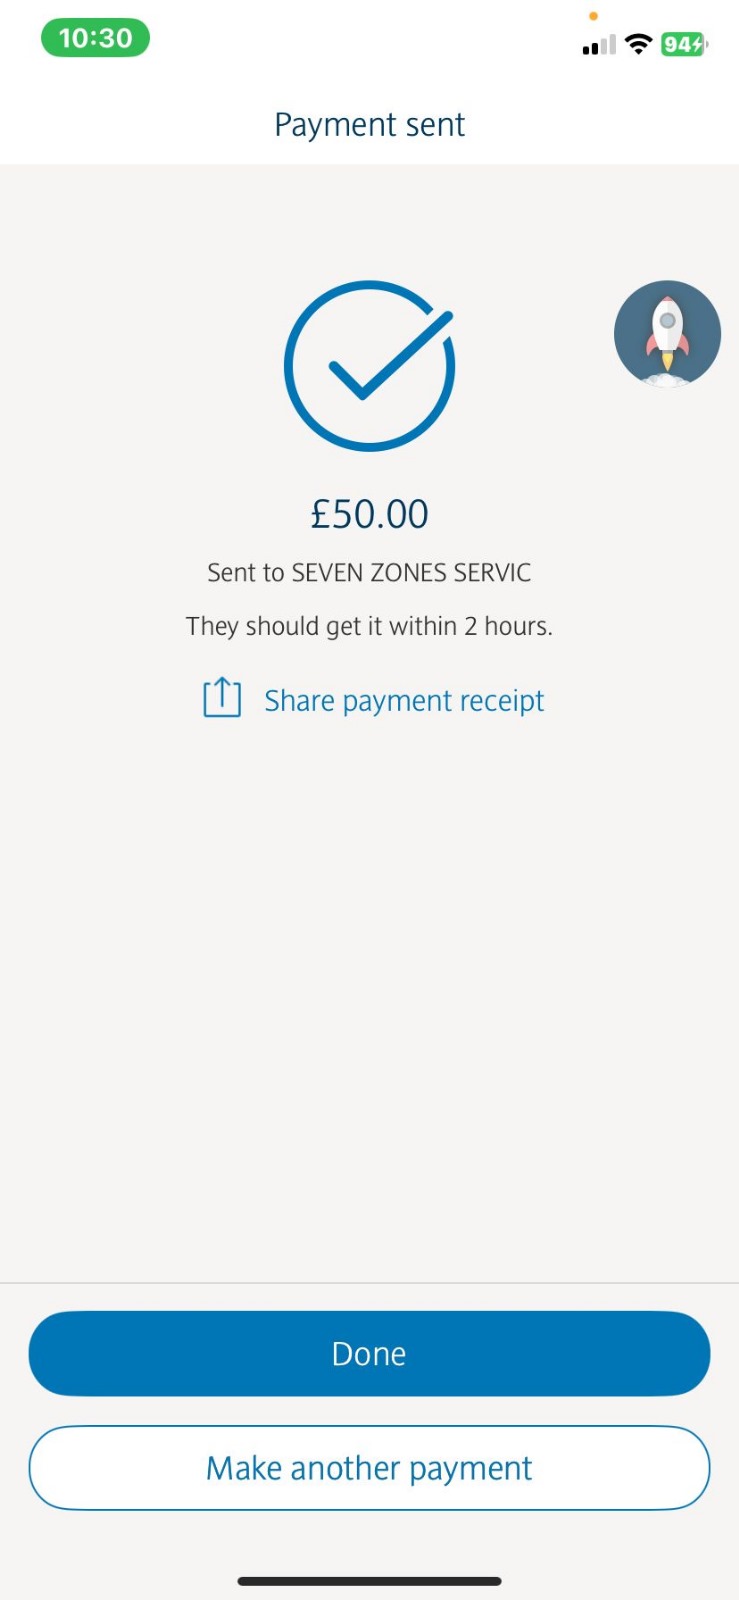 10:30
94
Payment sent
£50.00
Sent to SEVEN ZONES SERVIC
They should get it within 2 hours.
Share payment receipt
Done
Make another payment